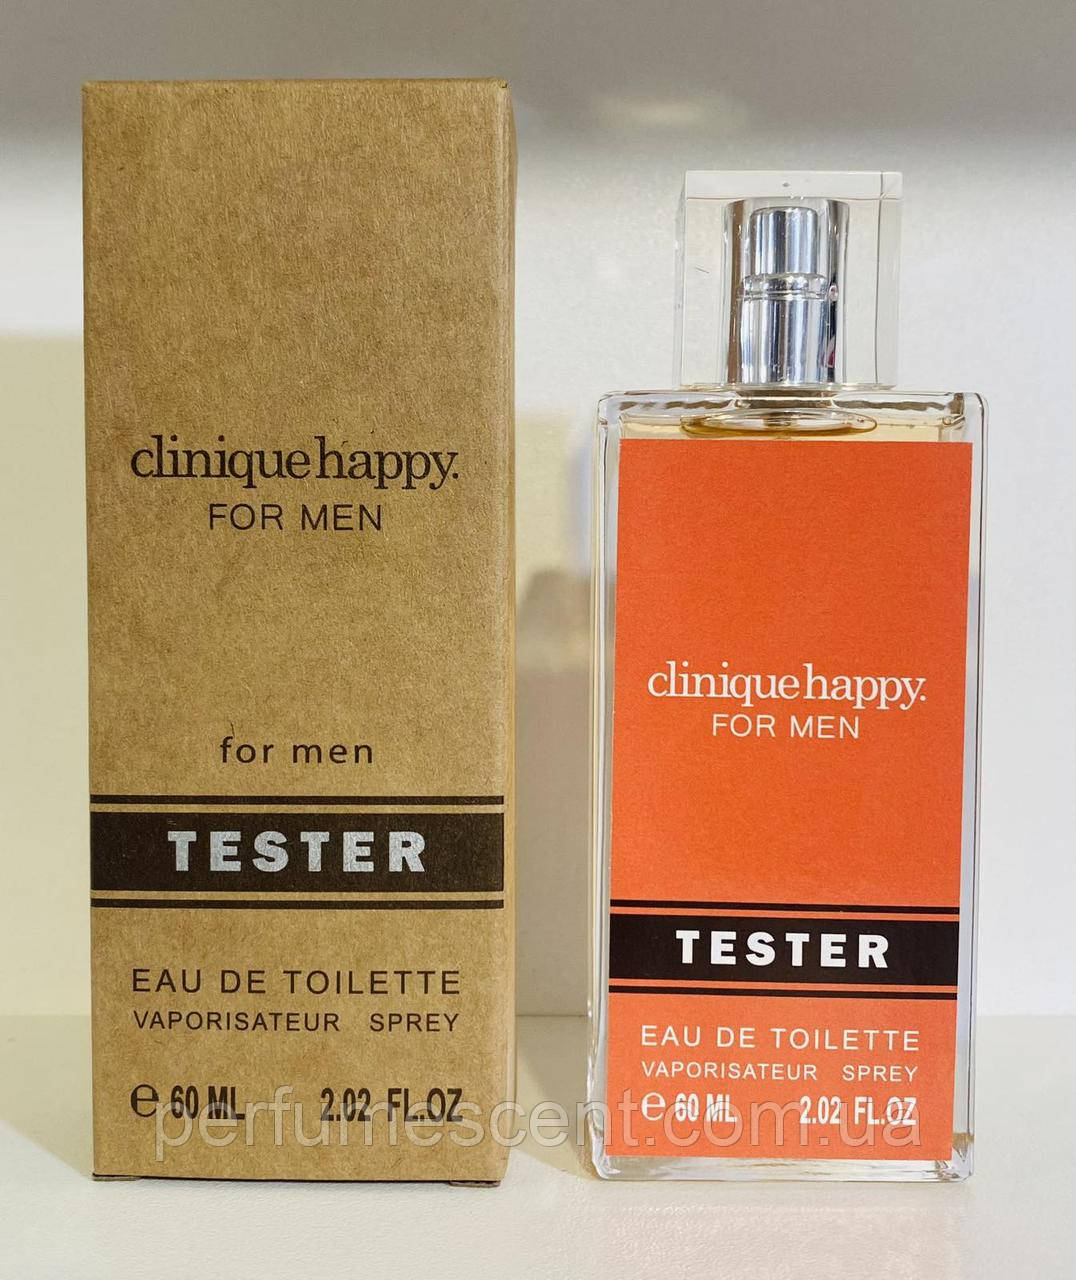 clinique happy.
FOR MEN
for men
TESTER
EAU DE TOILETTE
VAPORISATEUR SPREY
e 60 ML 2.02 FL.OZ
clinique happy.
FOR MEN
TESTER
EAU DE TOILETTE
VAPORISATEUR SPREY
e 60 ML 2.02 FL.OZ
perfumescent.com.ua